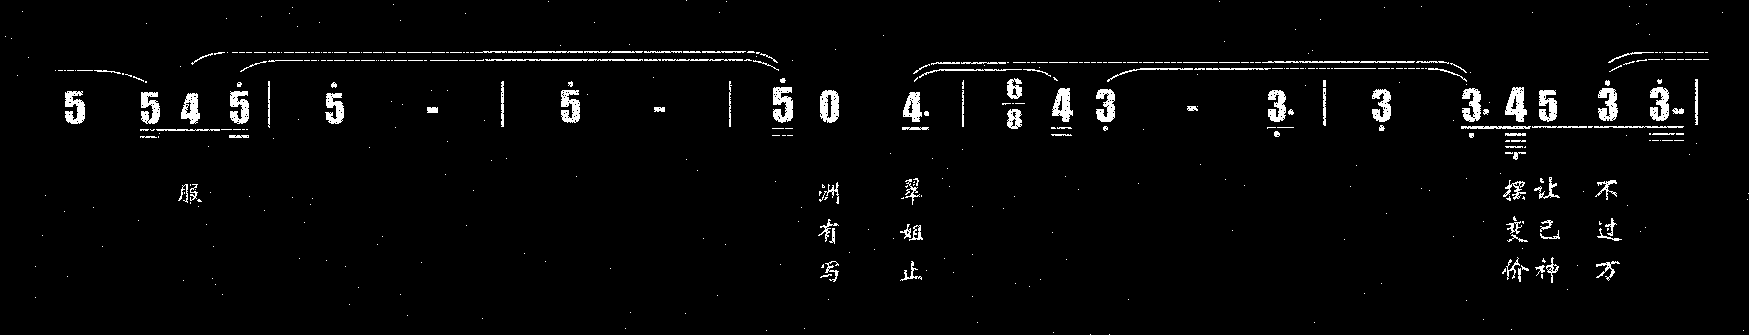 5 5 4 5 | 5 - | 5 - | 5 0 4. | 6/8 4 3 - 3. | 3 3. 4 5 3 3.. |
服 洲 翠 摆 让 不
有 姐 变 已 过
写 止 价 神 万